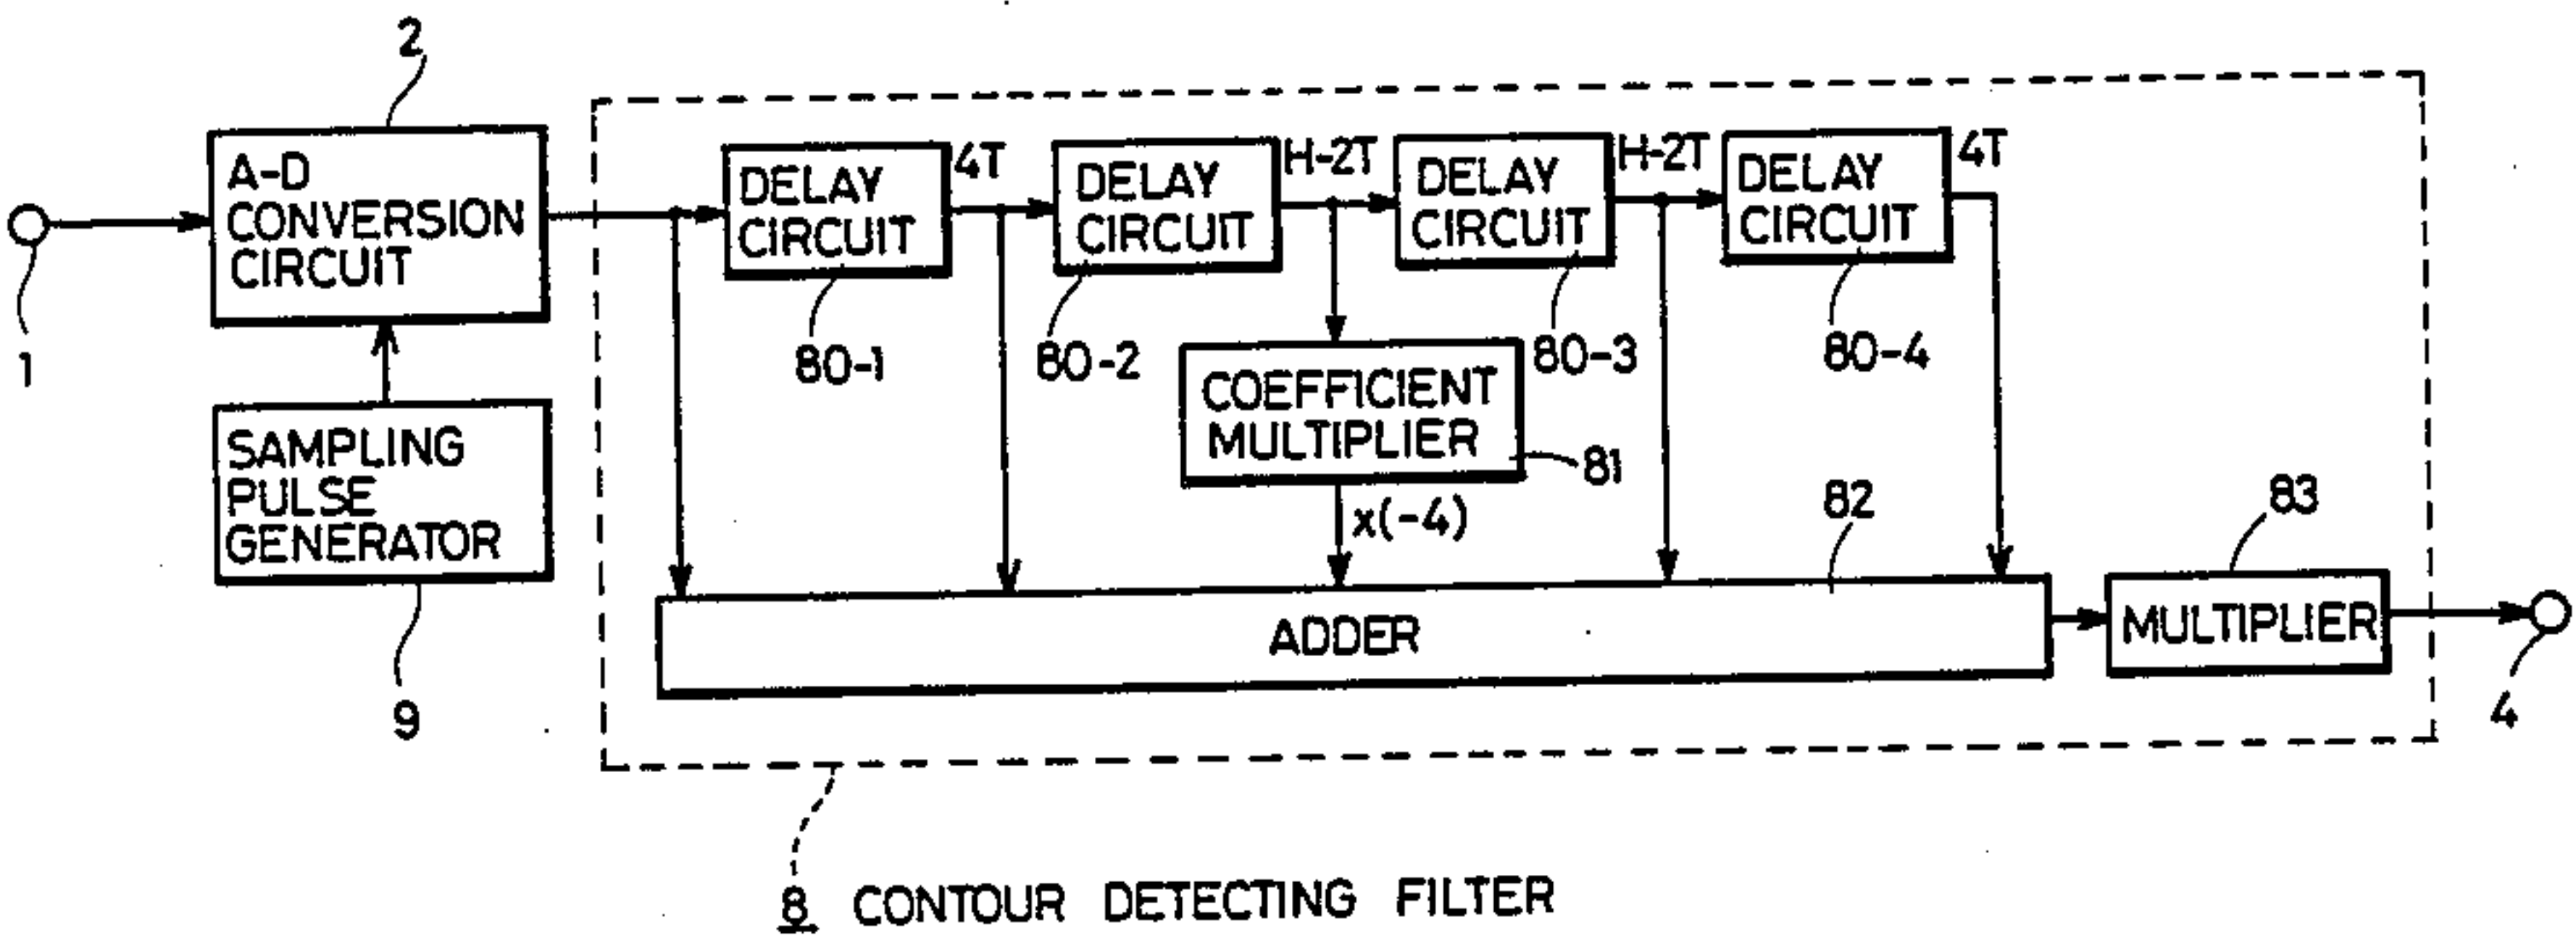 2
A-D
CONVERSION
CIRCUIT
1
SAMPLING
PULSE
GENERATOR
9
DELAY
CIRCUIT
4T
80-1
DELAY
CIRCUIT
H-2T
80-2
DELAY
CIRCUIT
H-2T
80-3
DELAY
CIRCUIT
4T
80-4
COEFFICIENT
MULTIPLIER
81
x(-4)
82
ADDER
83
MULTIPLIER
4
8 CONTOUR DETECTING FILTER